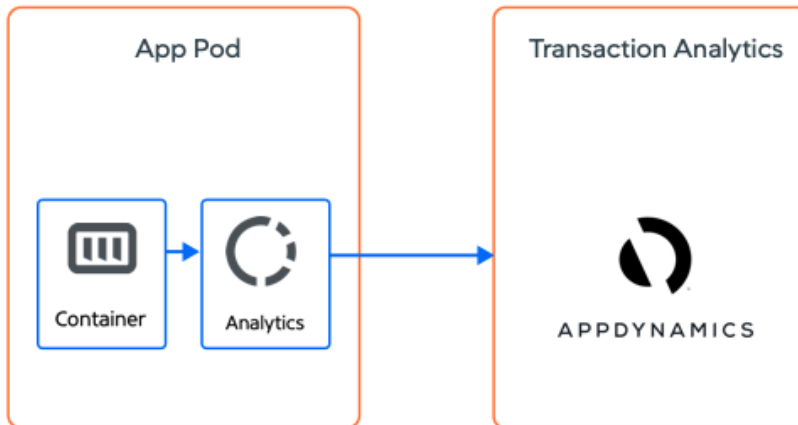 App Pod
Transaction Analytics
Container
Analytics
APPDYNAMICS